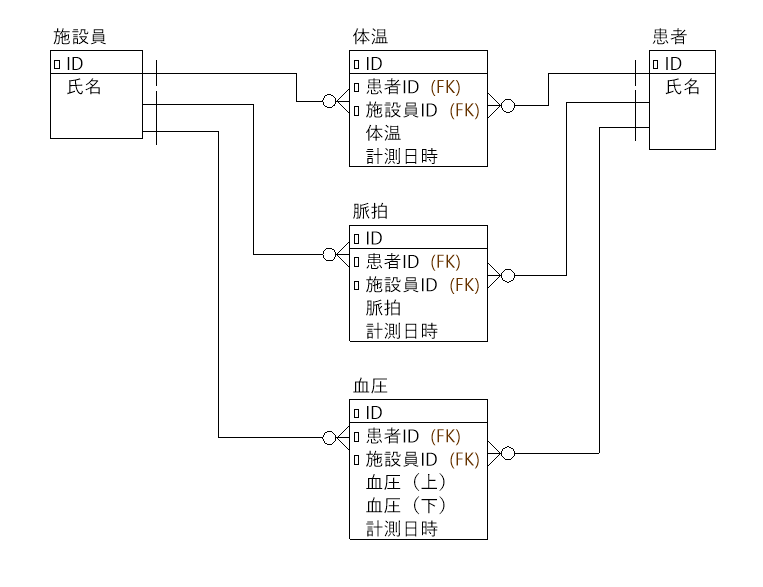 施設員
ID
氏名
体温
ID
患者ID (FK)
施設員ID (FK)
体温
計測日時
患者
ID
氏名
脈拍
ID
患者ID (FK)
施設員ID (FK)
脈拍
計測日時
血圧
ID
患者ID (FK)
施設員ID (FK)
血圧（上）
血圧（下）
計測日時